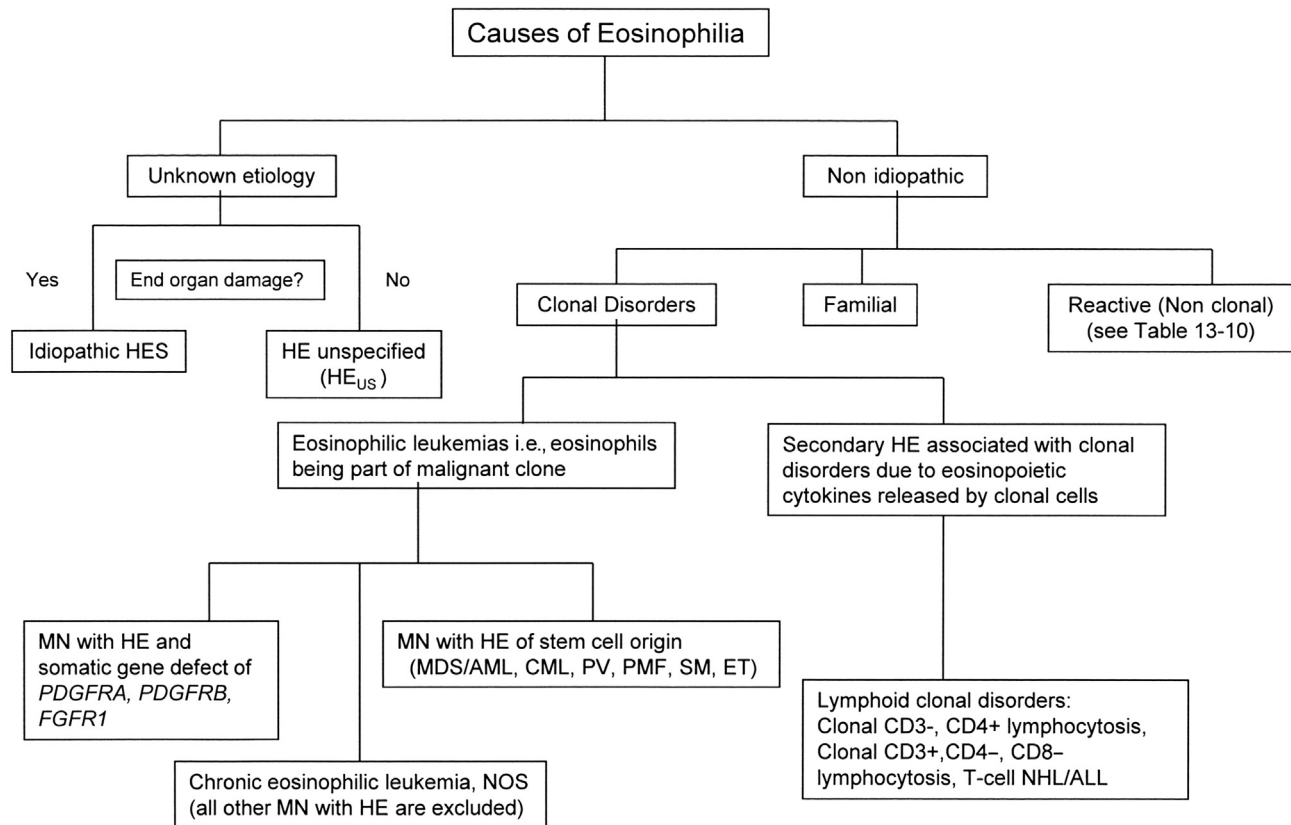 Causes of Eosinophilia
Unknown etiology
Non idiopathic
Yes
End organ damage?
No
Clonal Disorders
Familial
Reactive (Non clonal)
(see Table 13-10)
Idiopathic HES
HE unspecified
(HEUS )
Eosinophilic leukemias i.e., eosinophils
being part of malignant clone
Secondary HE associated with clonal
disorders due to eosinopoietic
cytokines released by clonal cells
MN with HE and
somatic gene defect of
PDGFRA, PDGFRB,
FGFR1
MN with HE of stem cell origin
(MDS/AML, CML, PV, PMF, SM, ET)
Lymphoid clonal disorders:
Clonal CD3-, CD4+ lymphocytosis,
Clonal CD3+,CD4–, CD8–
lymphocytosis, T-cell NHL/ALL
Chronic eosinophilic leukemia, NOS
(all other MN with HE are excluded)